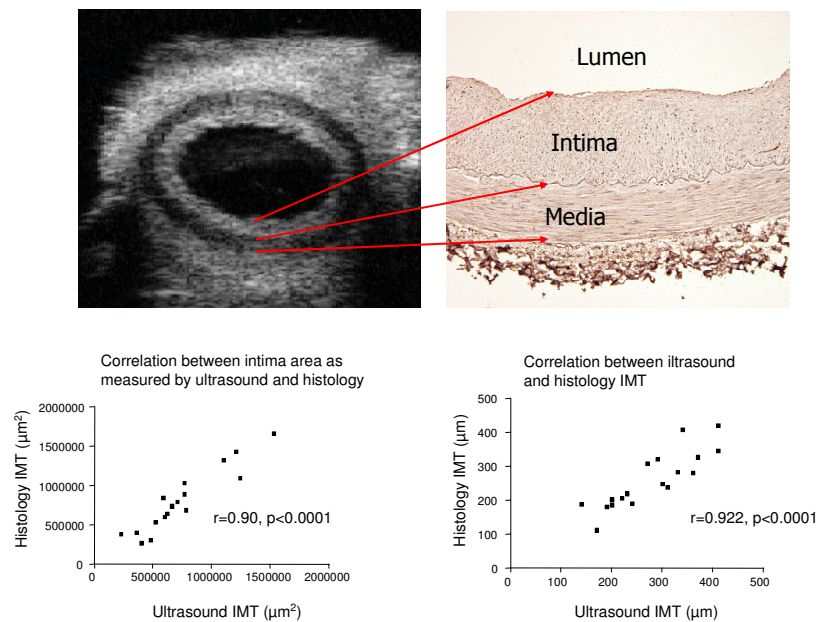 Lumen
Intima
Media
Correlation between intima area as
measured by ultrasound and histology
Histology IMT (µm²)
2000000
1500000
1000000
500000
0
r=0.90, p<0.0001
0 500000 1000000 1500000 2000000
Ultrasound IMT (µm²)
Correlation between iltrasound
and histology IMT
Histology IMT (µm)
500
400
300
200
100
0
r=0.922, p<0.0001
0 100 200 300 400 500
Ultrasound IMT (µm)